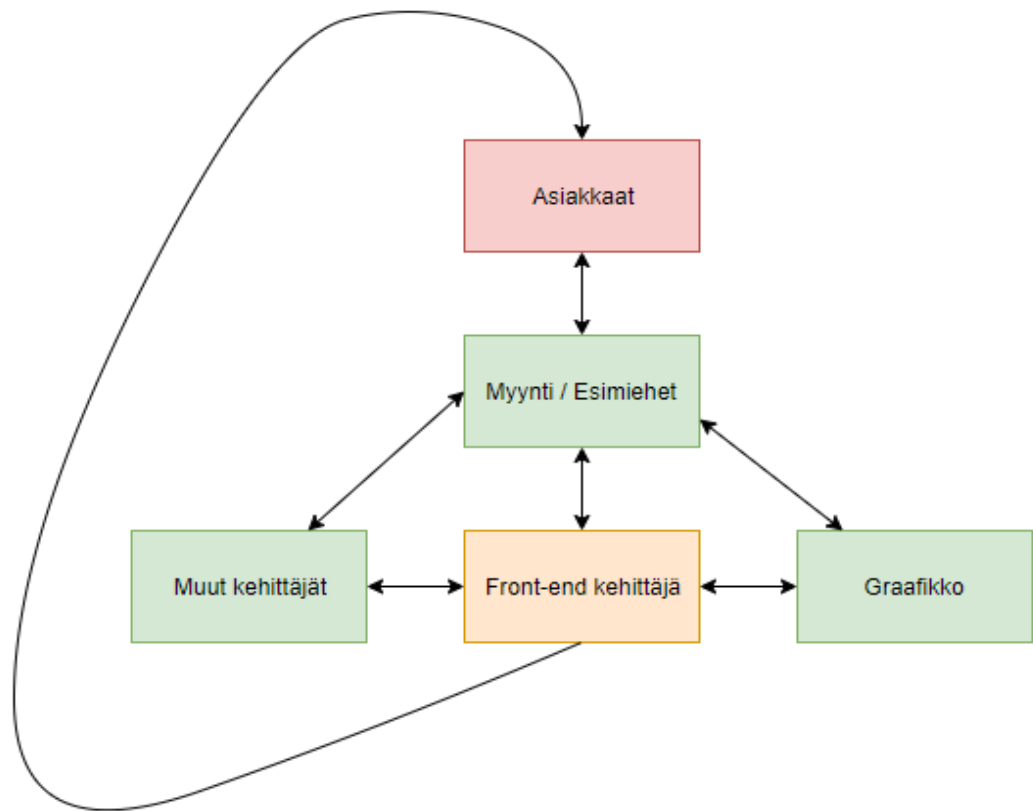 Asiakkaat
Myynti / Esimiehet
Muut kehittäjät
Front-end kehittäjä
Graafikko